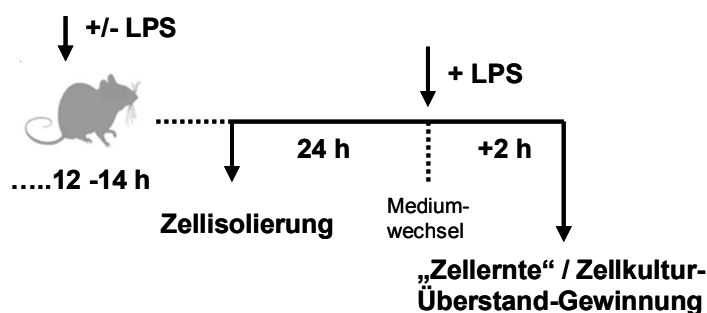 +/- LPS
+ LPS
24 h
+2 h
.....12 -14 h
Zellisolierung
Medium-
wechsel
„Zellernte“ / Zellkultur-
Überstand-Gewinnung